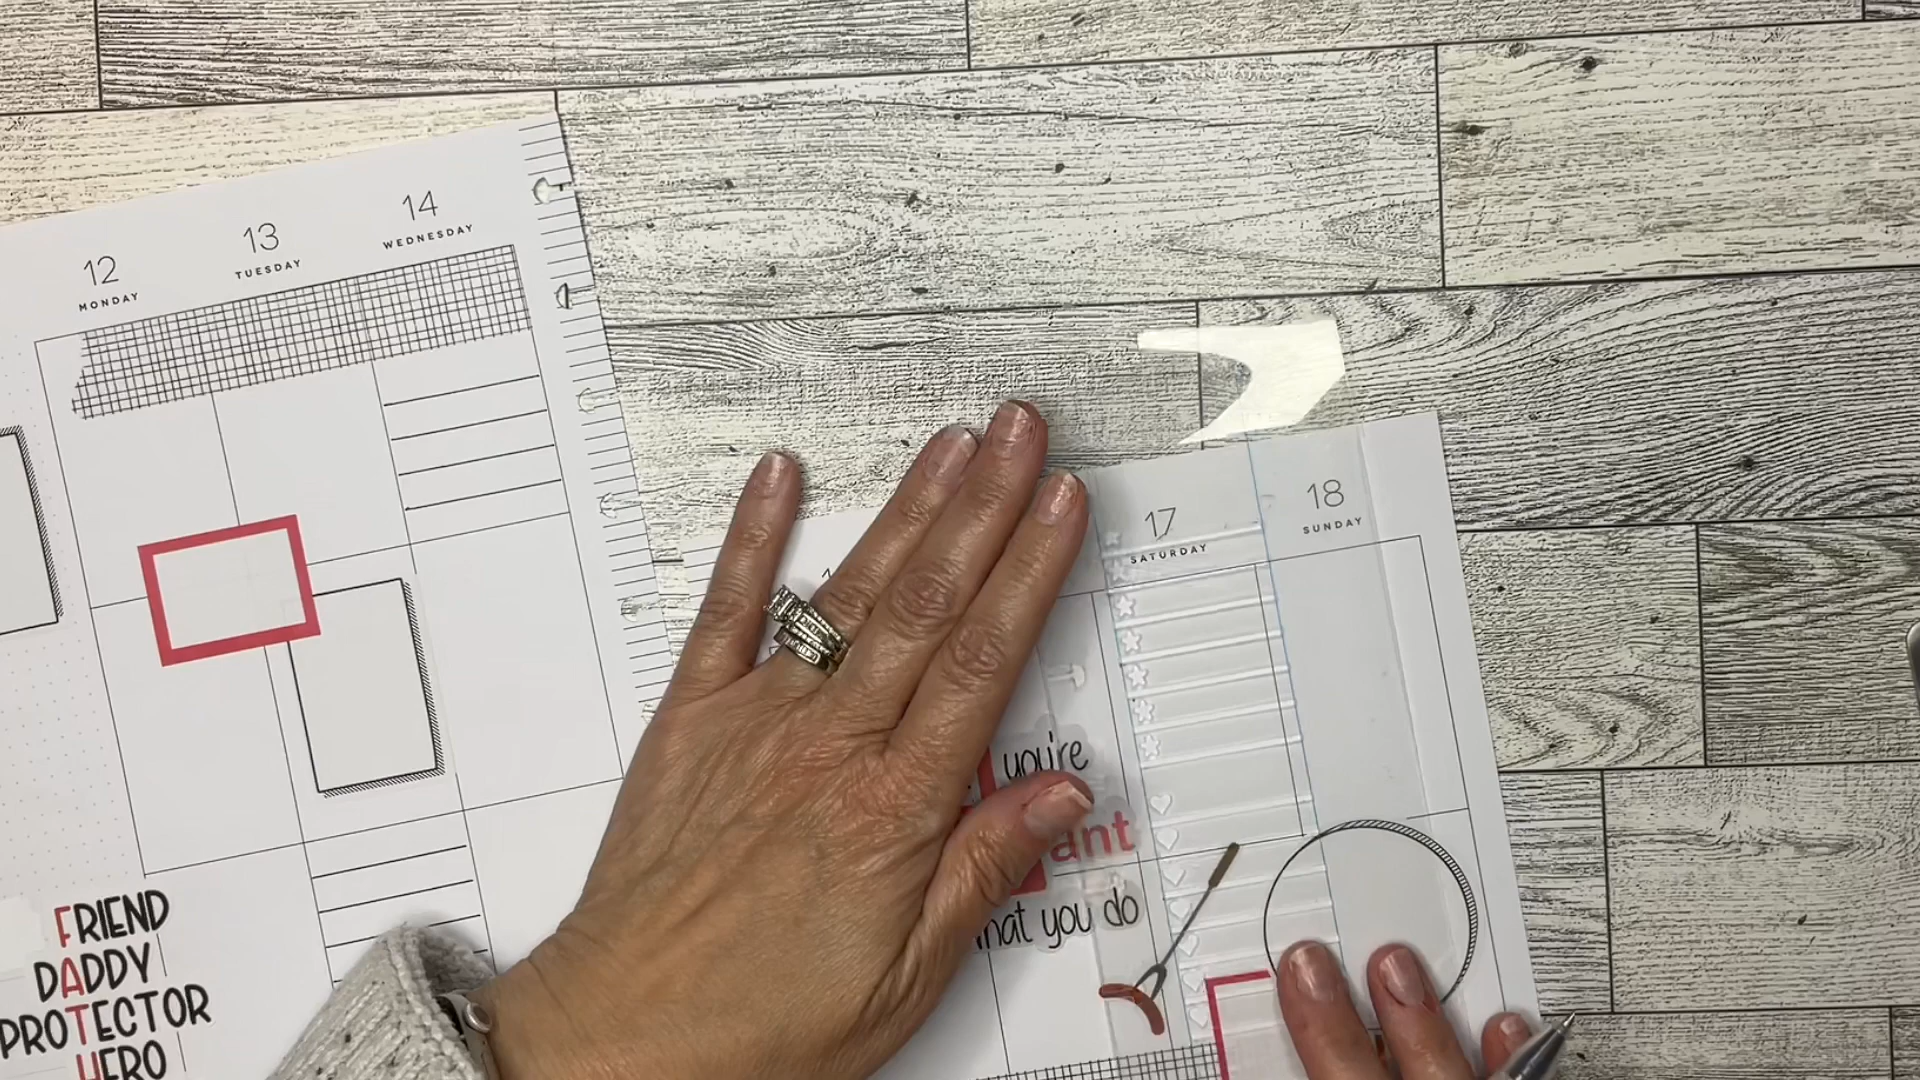 12
MONDAY
13
TUESDAY
14
WEDNESDAY
17
SATURDAY
18
SUNDAY
you're
what you do
FRIEND
DADDY
PROTECTOR
HERO